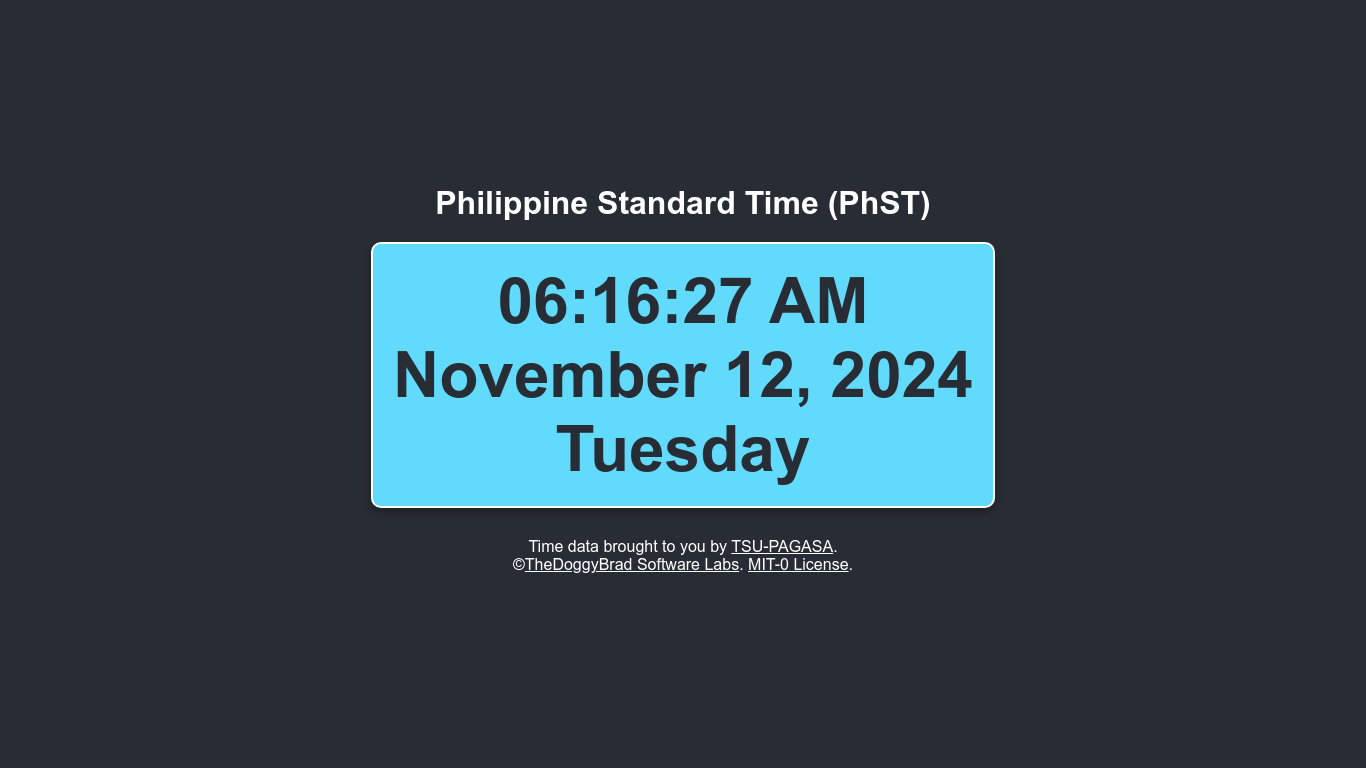 Philippine Standard Time (PhST)
06:16:27 AM
November 12, 2024
Tuesday
Time data brought to you by TSU-PAGASA.
©TheDoggyBrad Software Labs. MIT-0 License.